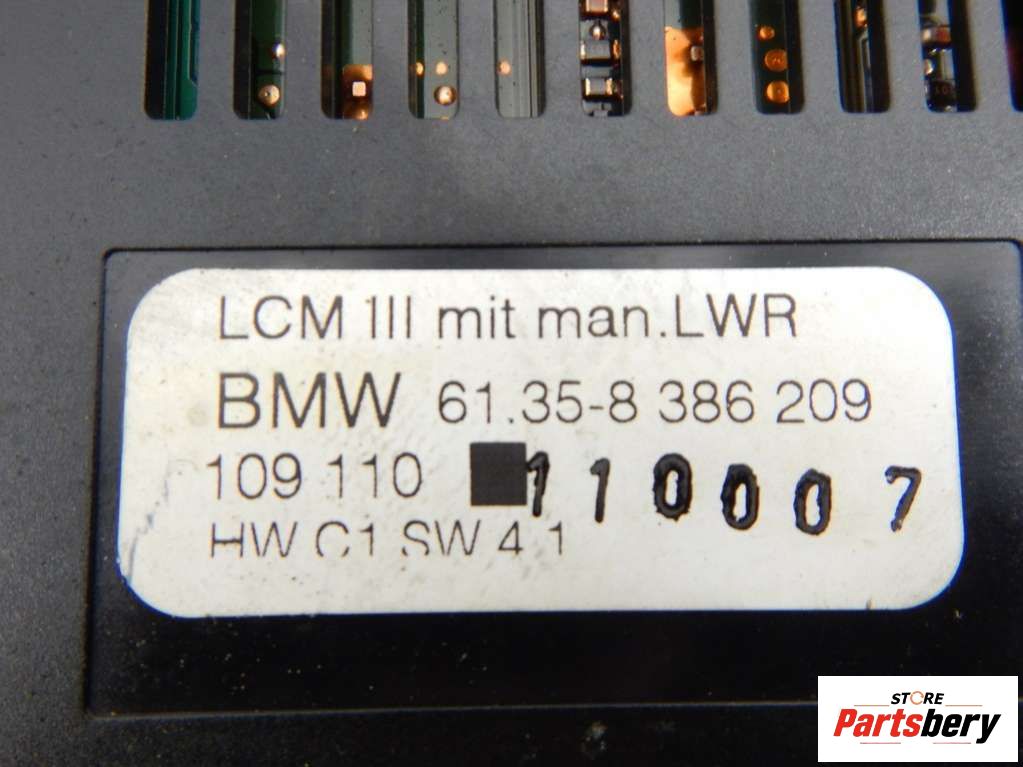 LCM III mit man.LWR
BMW 61.35-8 386 209
109 110 110007
HW C1 SW 4.1
STORE
Partsbery